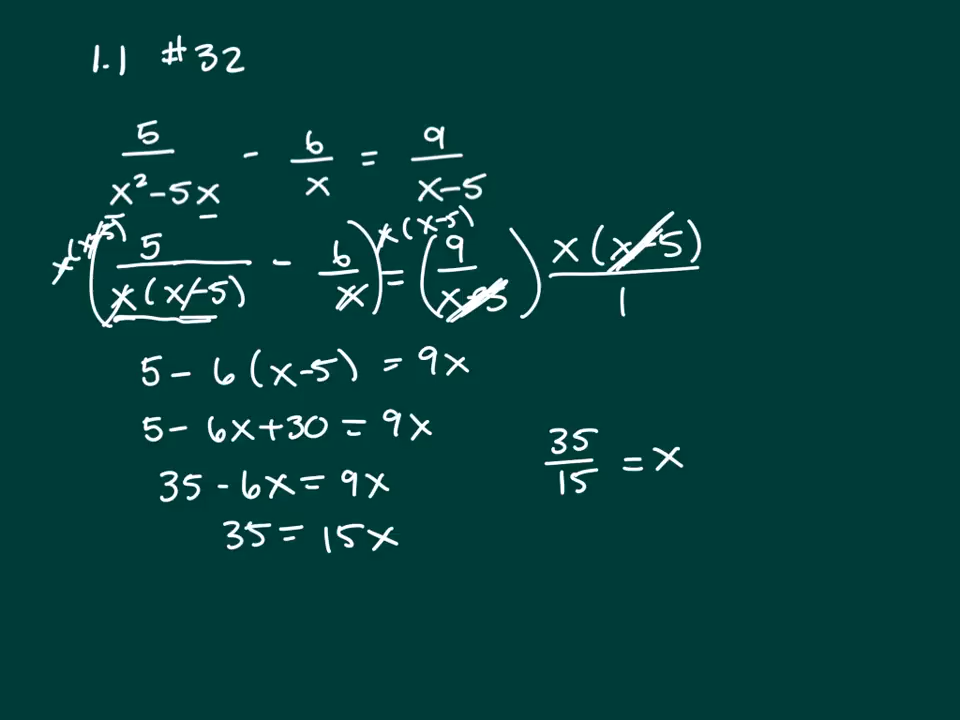 1.1 #32
5/(x²-5x) - 6/x = 9/(x-5)
x(x-5) (5/(x(x-5)) - 6/x) x(x-5) = (9/(x-5)) x(x-5)/1
5 - 6(x-5) = 9x
5 - 6x+30 = 9x
35 - 6x = 9x
35 = 15x
35/15 = x